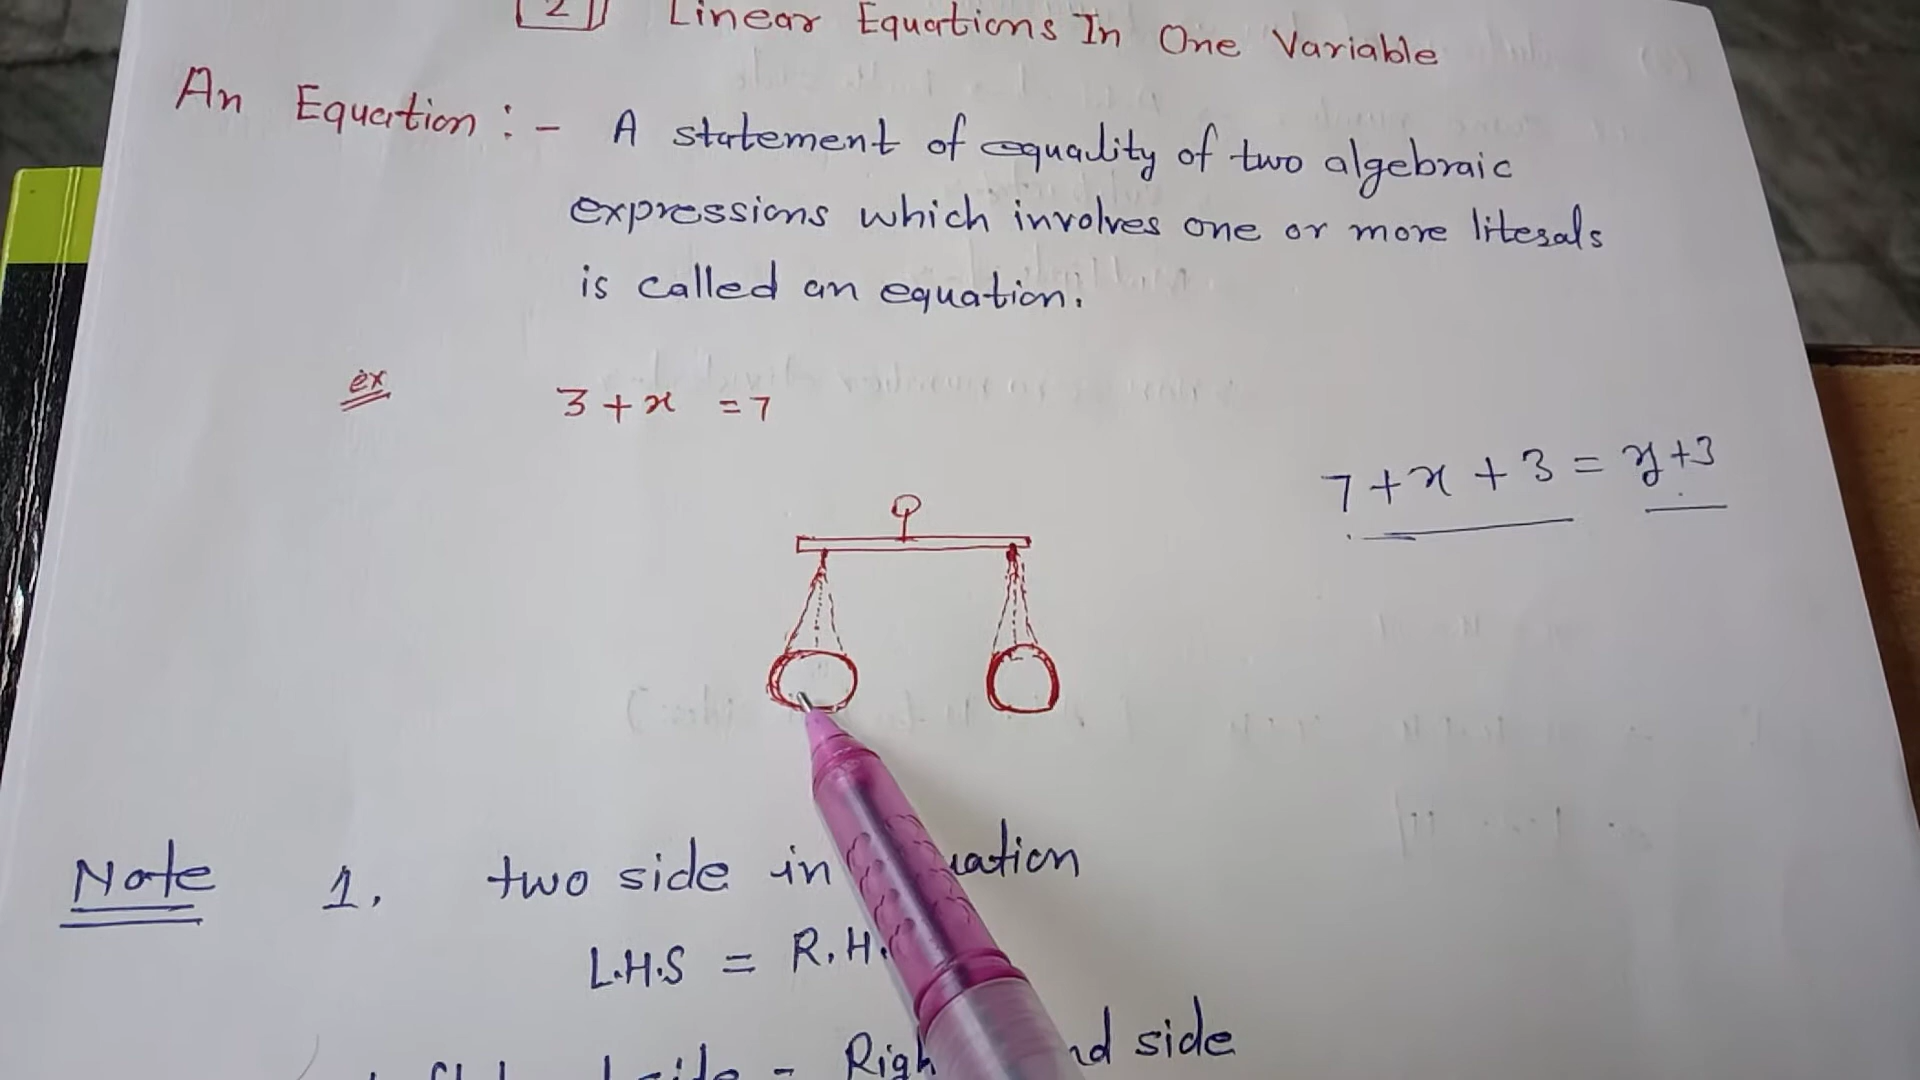 2 Linear Equations In One Variable
An Equation :- A statement of equality of two algebraic
expressions which involves one or more literals
is called an equation.
ex 3 + x = 7
7 + x + 3 = y + 3
Note 1. two side in
L.H.S = R.H.
- side